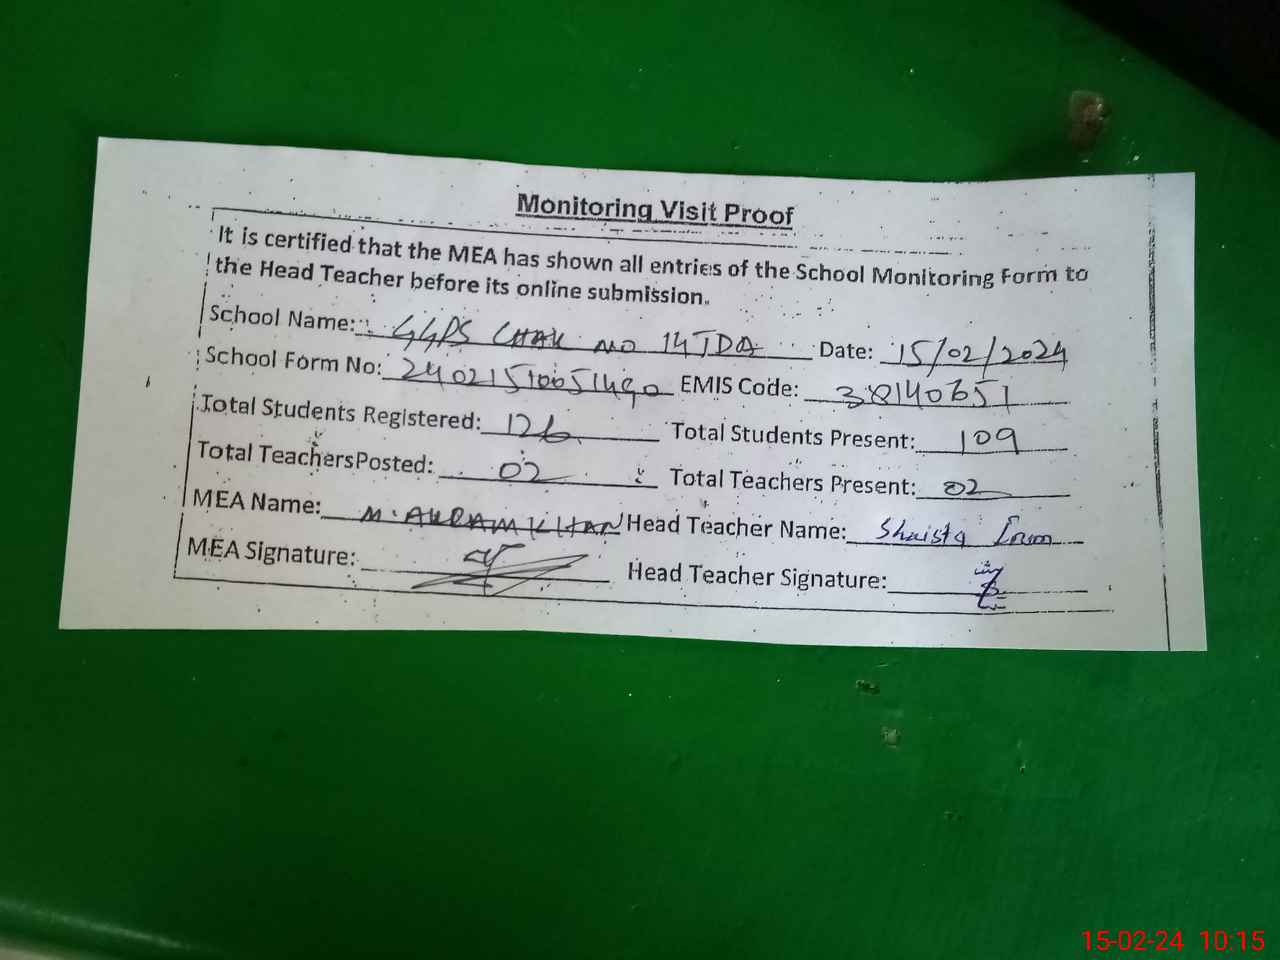 Monitoring Visit Proof
It is certified that the MEA has shown all entries of the School Monitoring Form to
the Head Teacher before its online submission.
School Name: GGPS CHAK NO 14TDA Date: 15/02/2024
School Form No: 24021510051490 EMIS Code: 38140651
Total Students Registered: 126 Total Students Present: 109
Total TeachersPosted: 02 Total Teachers Present: 02
MEA Name: M. AKRAM KHAN Head Teacher Name: Shaista Irum
MEA Signature: Head Teacher Signature:
15-02-24 10:15